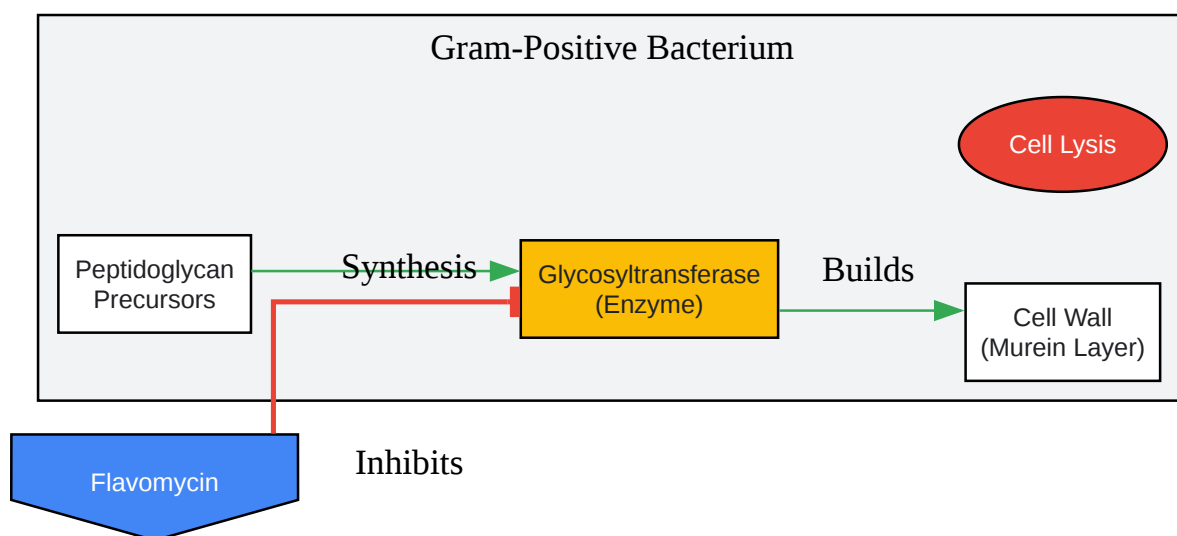 Gram-Positive Bacterium
Cell Lysis
Peptidoglycan
Precursors
Synthesis
Glycosyltransferase
(Enzyme)
Builds
Cell Wall
(Murein Layer)
Flavomycin
Inhibits